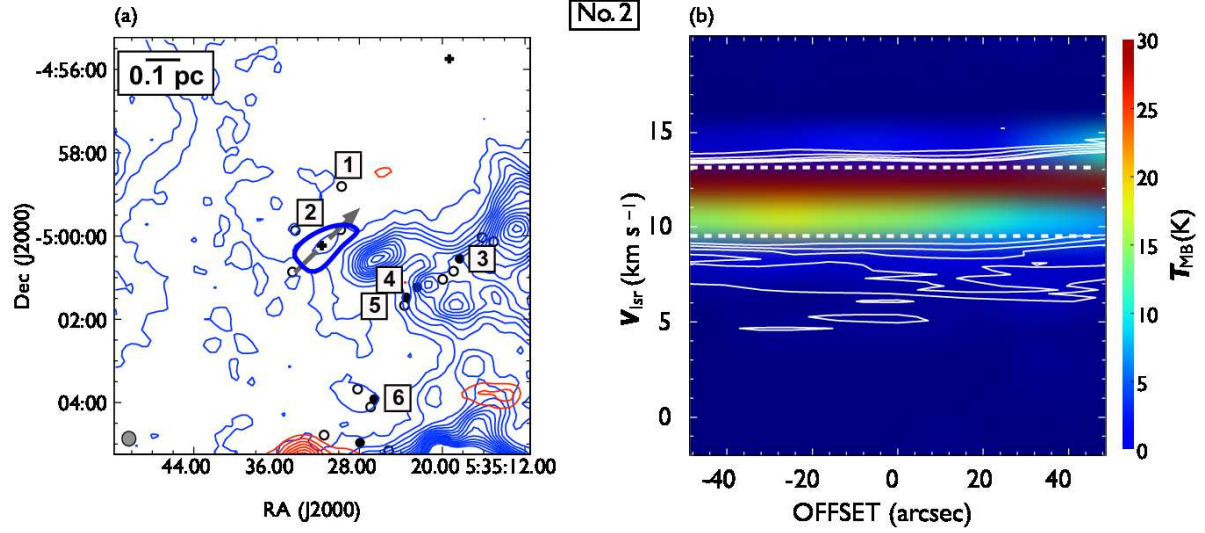 (a)
No. 2
(b)
0.1 pc
-4:56:00
58:00
-5:00:00
02:00
04:00
Dec (J2000)
1
2
3
4
5
6
44.00 36.00 28.00 20.00 5:35:12.00
RA (J2000)
15
10
5
0
V lsr (km s −1)
-40 -20 0 20 40
OFFSET (arcsec)
30
25
20
15
10
5
0
T MB (K)